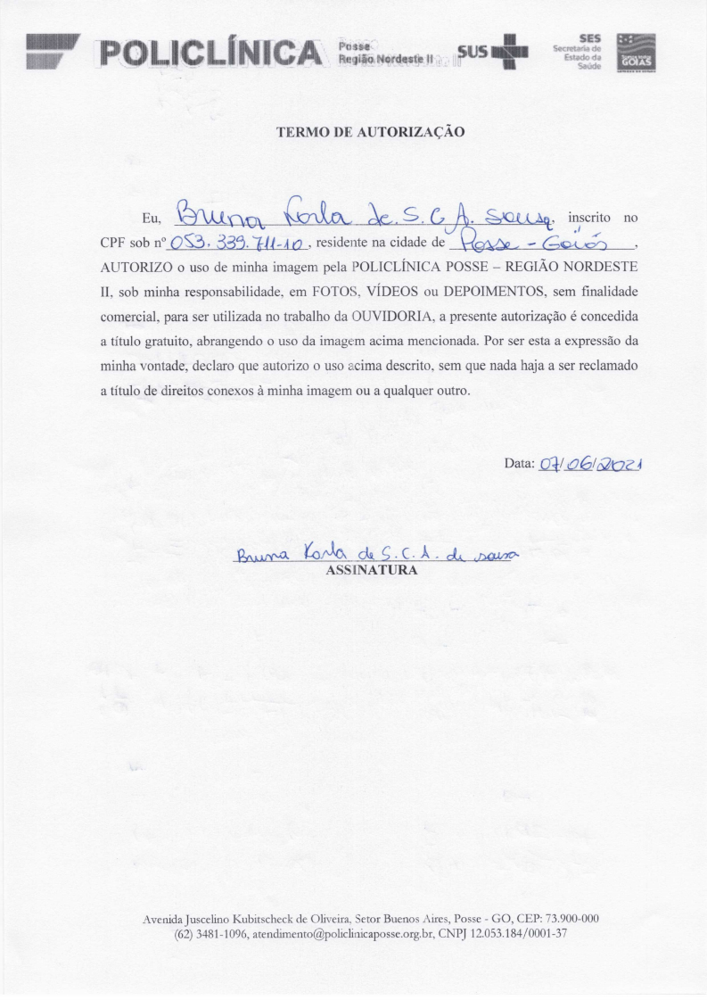 POLICLÍNICA Posse Região Nordeste II SUS SES Secretaria de Estado da Saúde GOIÁS
TERMO DE AUTORIZAÇÃO
Eu, Bruna Karla de. S. C A. Sousa, inscrito no
CPF sob nº 053.339.711-10, residente na cidade de Posse - Goiás,
AUTORIZO o uso de minha imagem pela POLICLÍNICA POSSE – REGIÃO NORDESTE
II, sob minha responsabilidade, em FOTOS, VÍDEOS ou DEPOIMENTOS, sem finalidade
comercial, para ser utilizada no trabalho da OUVIDORIA, a presente autorização é concedida
a título gratuito, abrangendo o uso da imagem acima mencionada. Por ser esta a expressão da
minha vontade, declaro que autorizo o uso acima descrito, sem que nada haja a ser reclamado
a título de direitos conexos à minha imagem ou a qualquer outro.
Data: 07/06/2021
Bruna Karla de S. C. A. de sousa
ASSINATURA
Avenida Juscelino Kubitscheck de Oliveira, Setor Buenos Aires, Posse - GO, CEP: 73.900-000
(62) 3481-1096, atendimento@policlinicaposse.org.br, CNPJ 12.053.184/0001-37